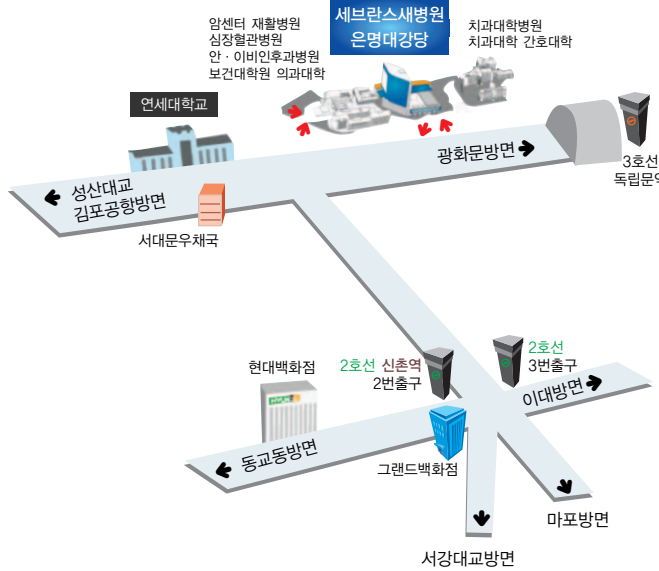 암센터 재활병원
심장혈관병원
안 · 이비인후과병원
보건대학원 의과대학
세브란스새병원
은명대강당
치과대학병원
치과대학 간호대학
연세대학교
광화문방면
3호선
독립문역
성산대교
김포공항방면
서대문우채국
현대백화점
2호선 신촌역
2번출구
2호선
3번출구
이대방면
동교동방면
그랜드백화점
마포방면
서강대교방면